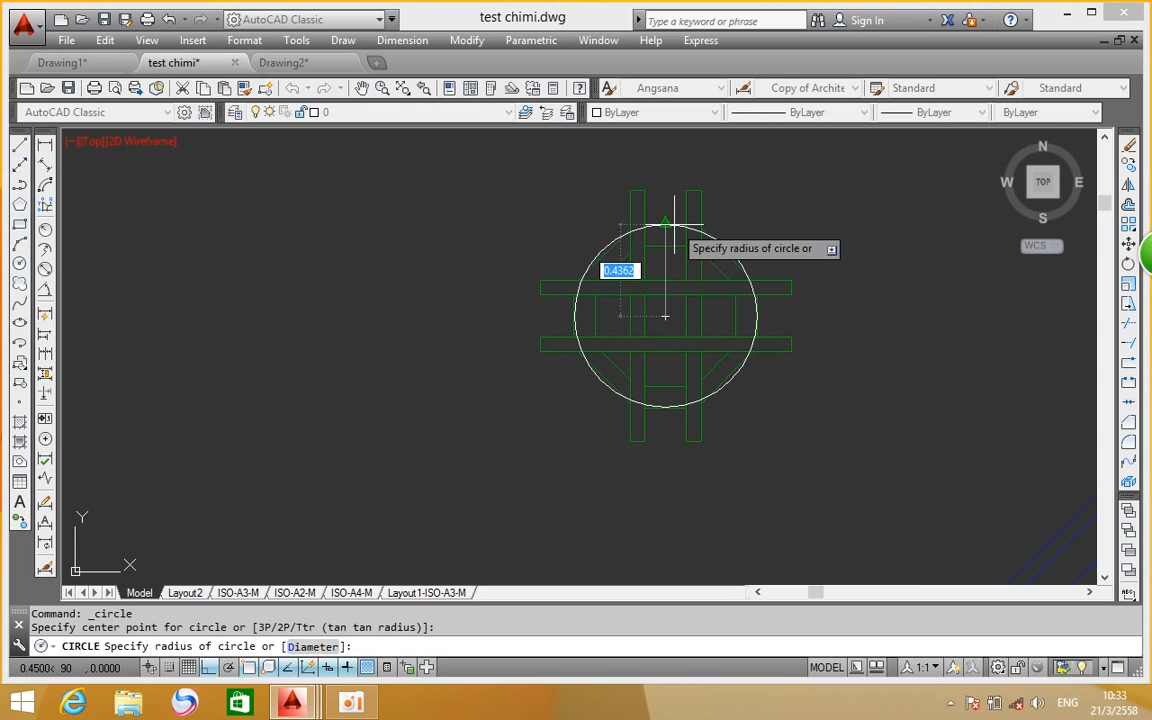 AutoCAD Classic
test chimi.dwg
Type a keyword or phrase
Sign In
File Edit View Insert Format Tools Draw Dimension Modify Parametric Window Help Express
Drawing1* test chimi* Drawing2*
Angsana Copy of Archite Standard Standard
AutoCAD Classic 0 ByLayer ByLayer ByLayer ByLayer
[−][Top][2D Wireframe]
N
W TOP E
S
WCS
Specify radius of circle or
0.4362
Y
X
Model Layout2 ISO-A3-M ISO-A2-M ISO-A4-M Layout1-ISO-A3-M
Command: _circle
Specify center point for circle or [3P/2P/Ttr (tan tan radius)]:
CIRCLE Specify radius of circle or [Diameter]:
0.4500< 90 , 0.0000 MODEL 1:1
ENG 10:33
21/3/2558